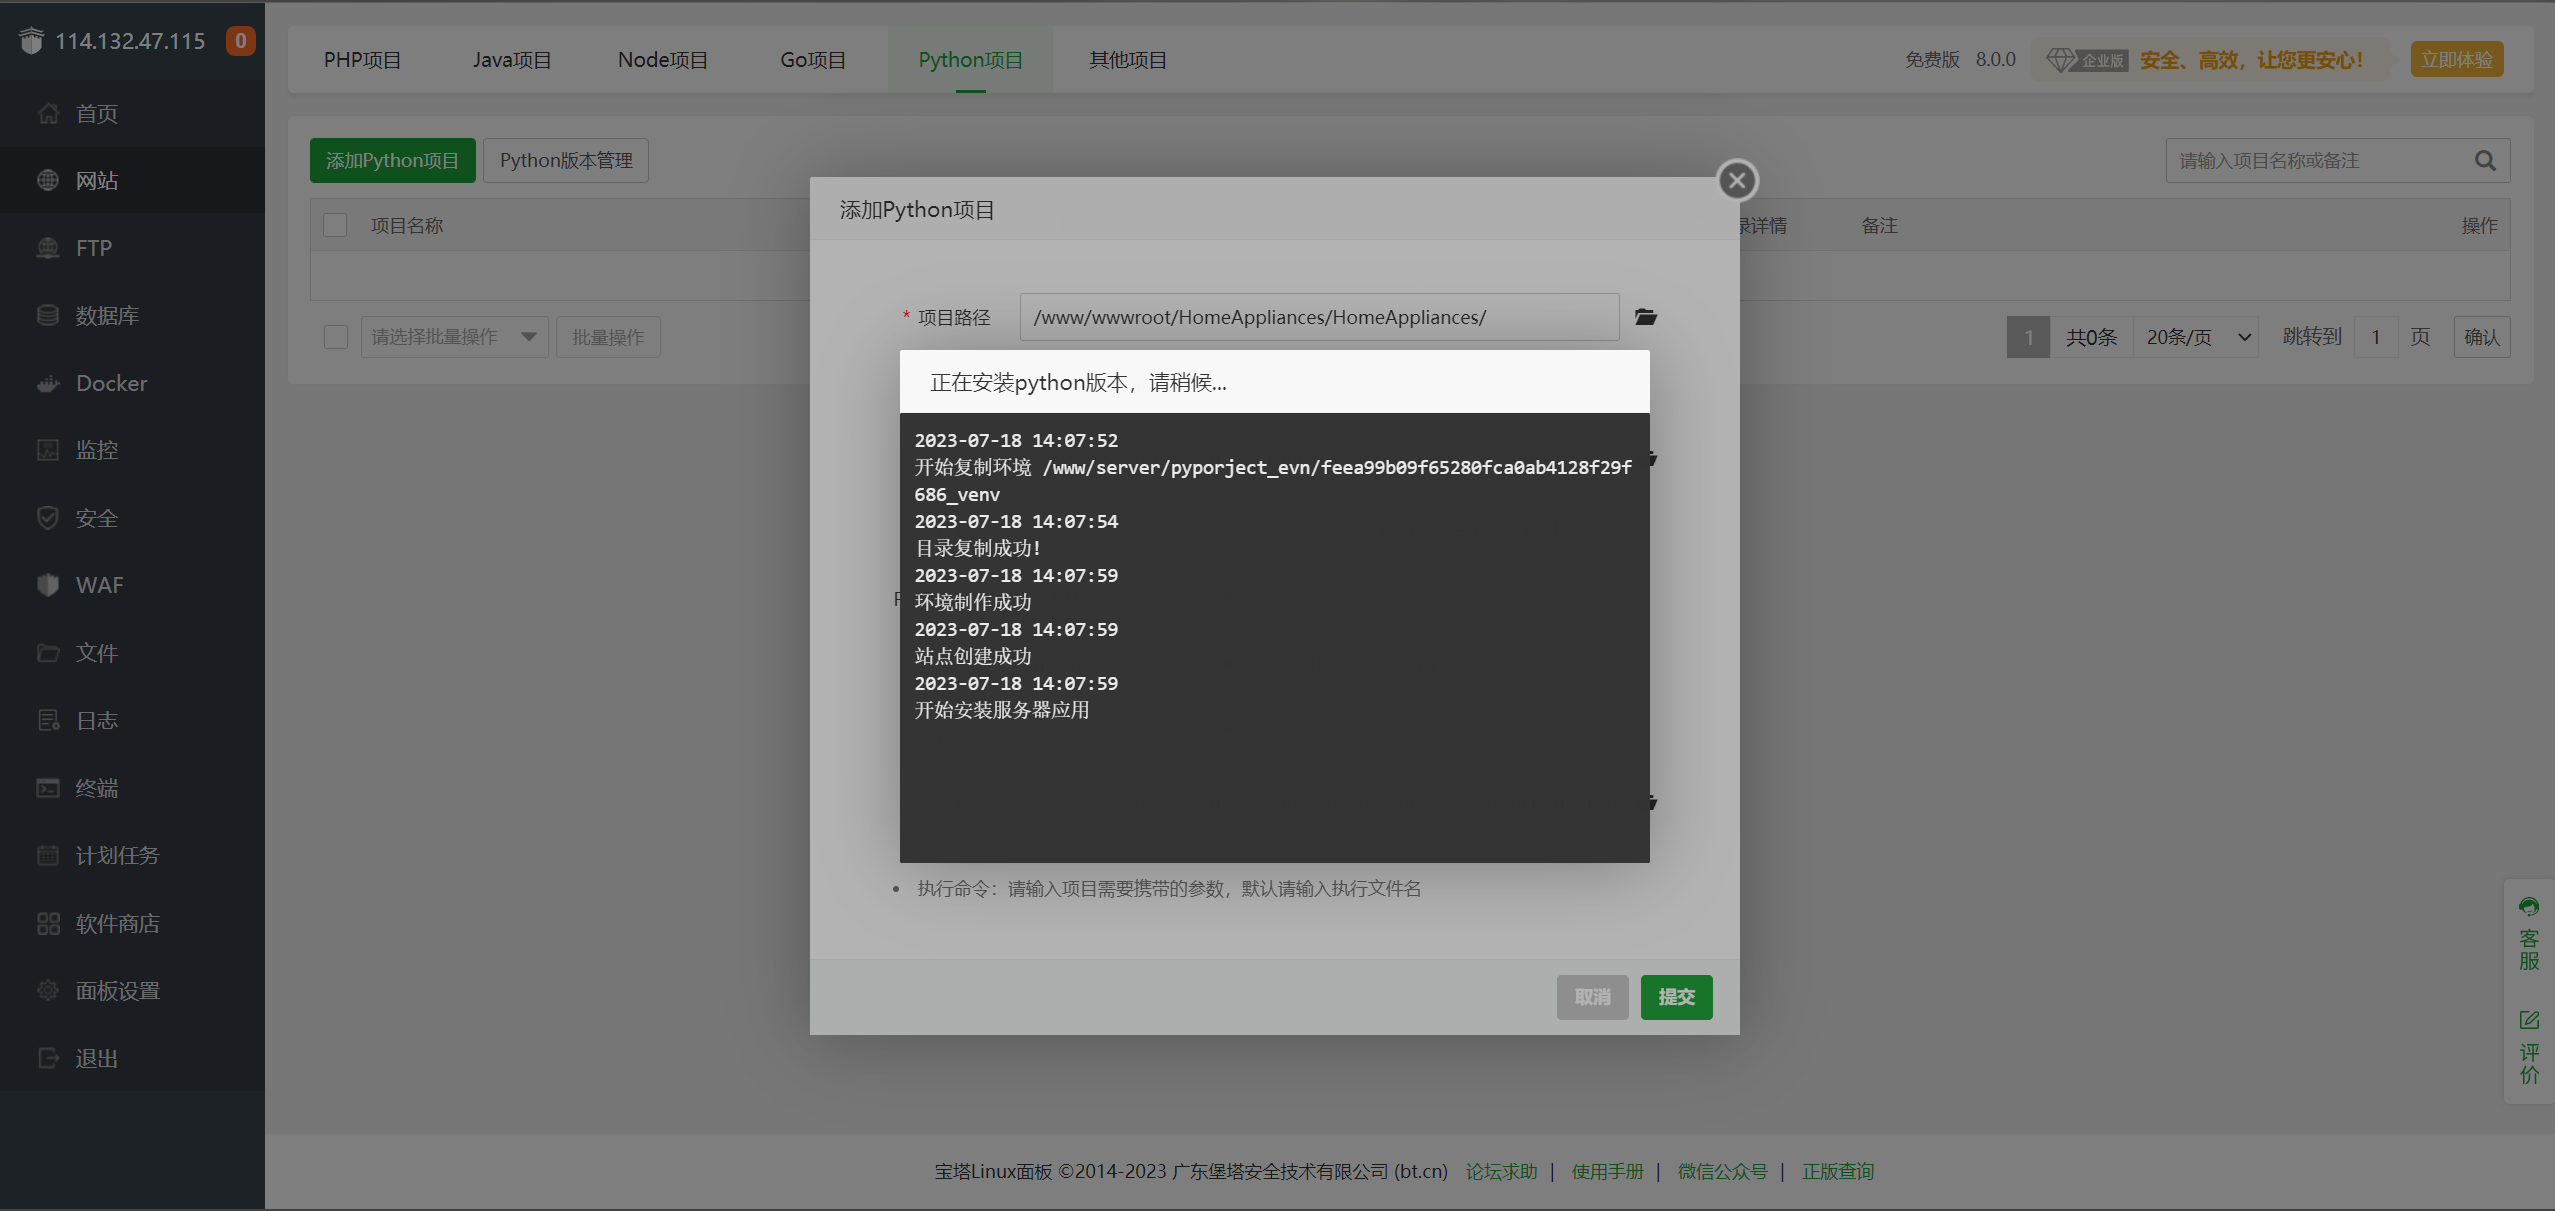 114.132.47.115 0
首页
网站
FTP
数据库
Docker
监控
安全
WAF
文件
日志
终端
计划任务
软件商店
面板设置
退出
PHP项目 Java项目 Node项目 Go项目 Python项目 其他项目
免费版 8.0.0 企业版 安全、高效，让您更安心！ 立即体验
添加Python项目 Python版本管理
请输入项目名称或备注
项目名称
录详情 备注 操作
请选择批量操作 批量操作
1 共0条 20条/页 跳转到 1 页 确认
添加Python项目
* 项目路径 /www/wwwroot/HomeAppliances/HomeAppliances/
正在安装python版本，请稍候...
2023-07-18 14:07:52
开始复制环境 /www/server/pyporject_evn/feea99b09f65280fca0ab4128f29f
686_venv
2023-07-18 14:07:54
目录复制成功!
2023-07-18 14:07:59
环境制作成功
2023-07-18 14:07:59
站点创建成功
2023-07-18 14:07:59
开始安装服务器应用
• 执行命令：请输入项目需要携带的参数，默认请输入执行文件名
取消 提交
客服
评价
宝塔Linux面板 ©2014-2023 广东堡塔安全技术有限公司 (bt.cn) 论坛求助 | 使用手册 | 微信公众号 | 正版查询